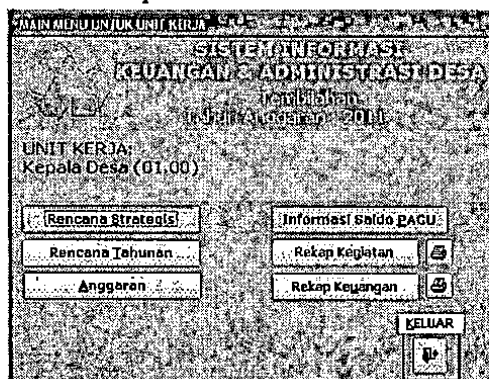 MAIN MENU UNTUK UNIT KERJA
SISTEM INFORMASI
KEUANGAN & ADMINISTRASI DESA
Tembilahan
Tahun Anggaran : 2011
UNIT KERJA:
Kepala Desa (01.00)
Rencana Strategis
Informasi Saldo PAGU
Rencana Tahunan
Rekap Kegiatan
Anggaran
Rekap Keuangan
KELUAR